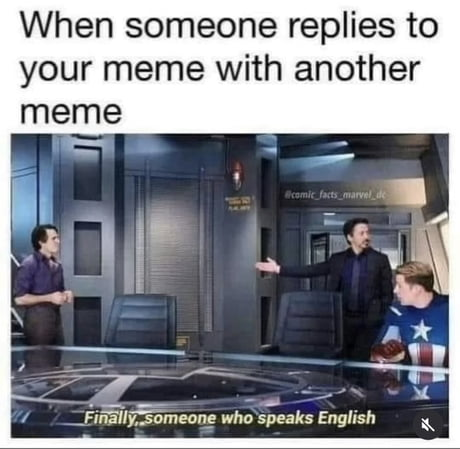 When someone replies to
your meme with another
meme
@comic_facts_marvel_dc
Finally, someone who speaks English